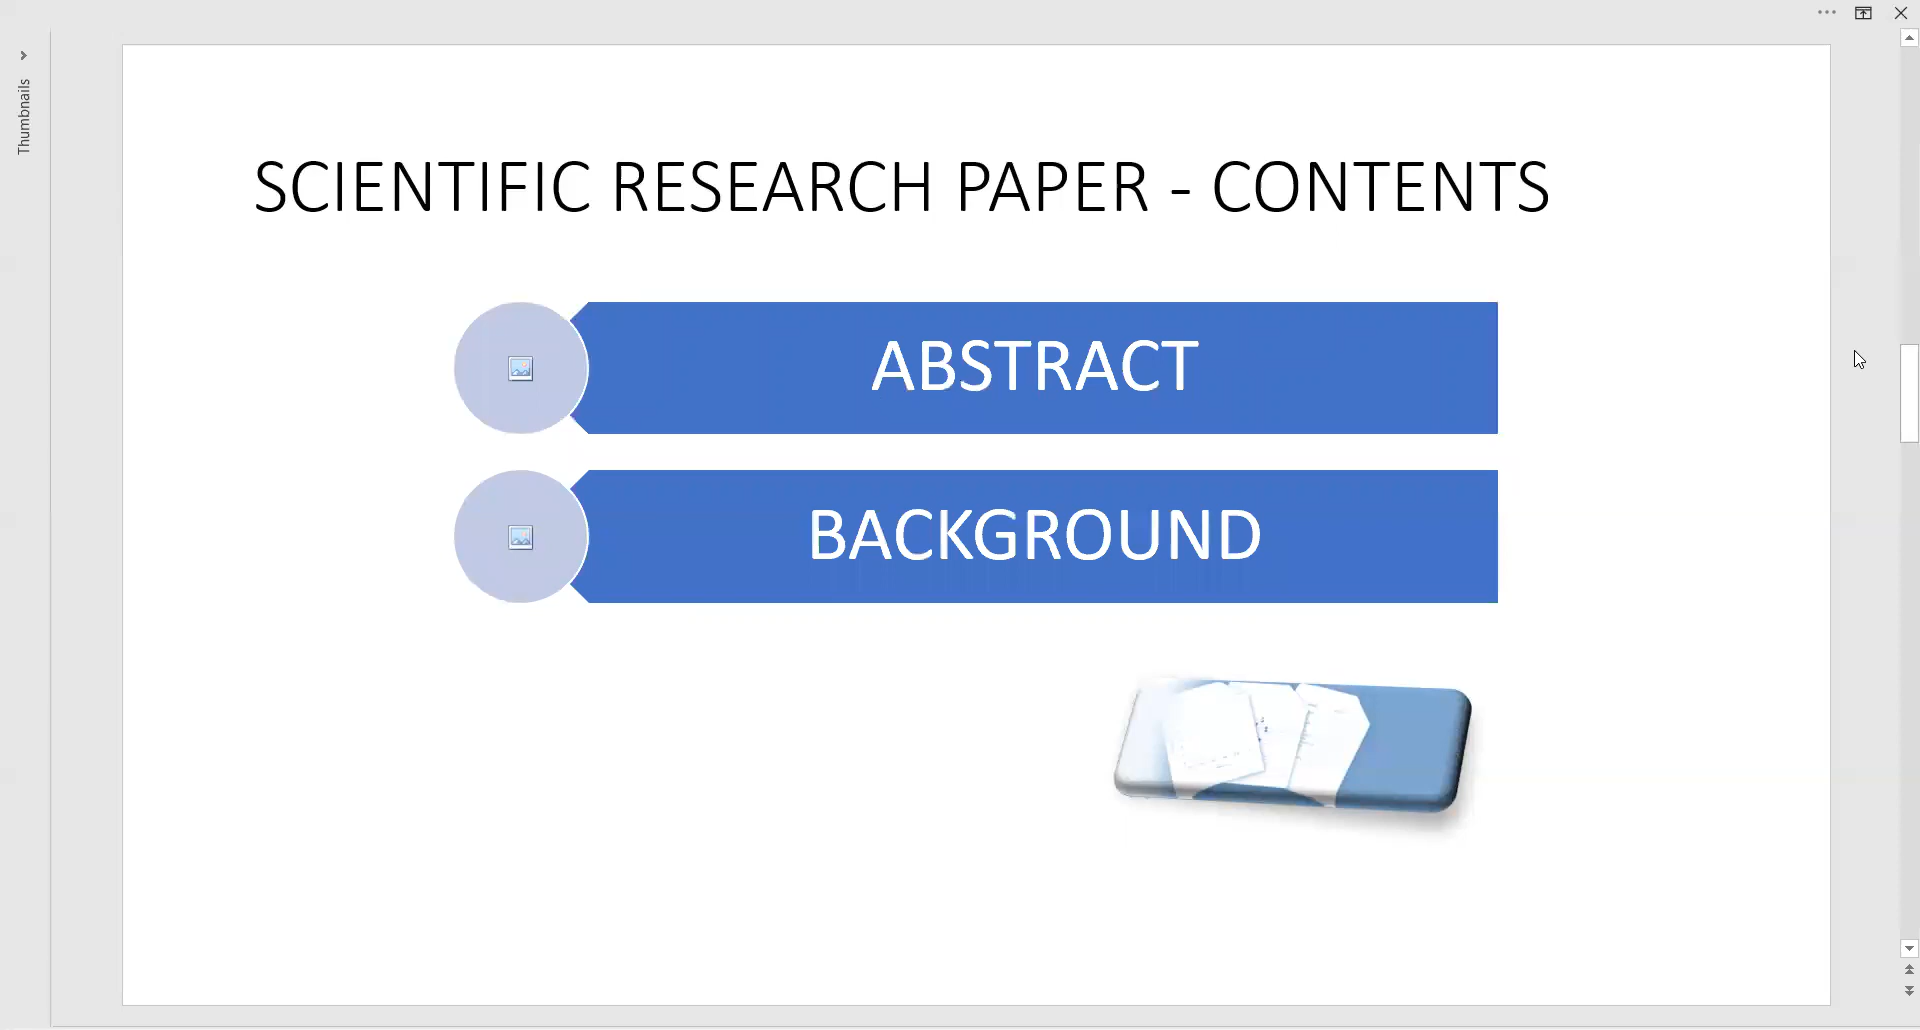 Thumbnails
SCIENTIFIC RESEARCH PAPER - CONTENTS
ABSTRACT
BACKGROUND